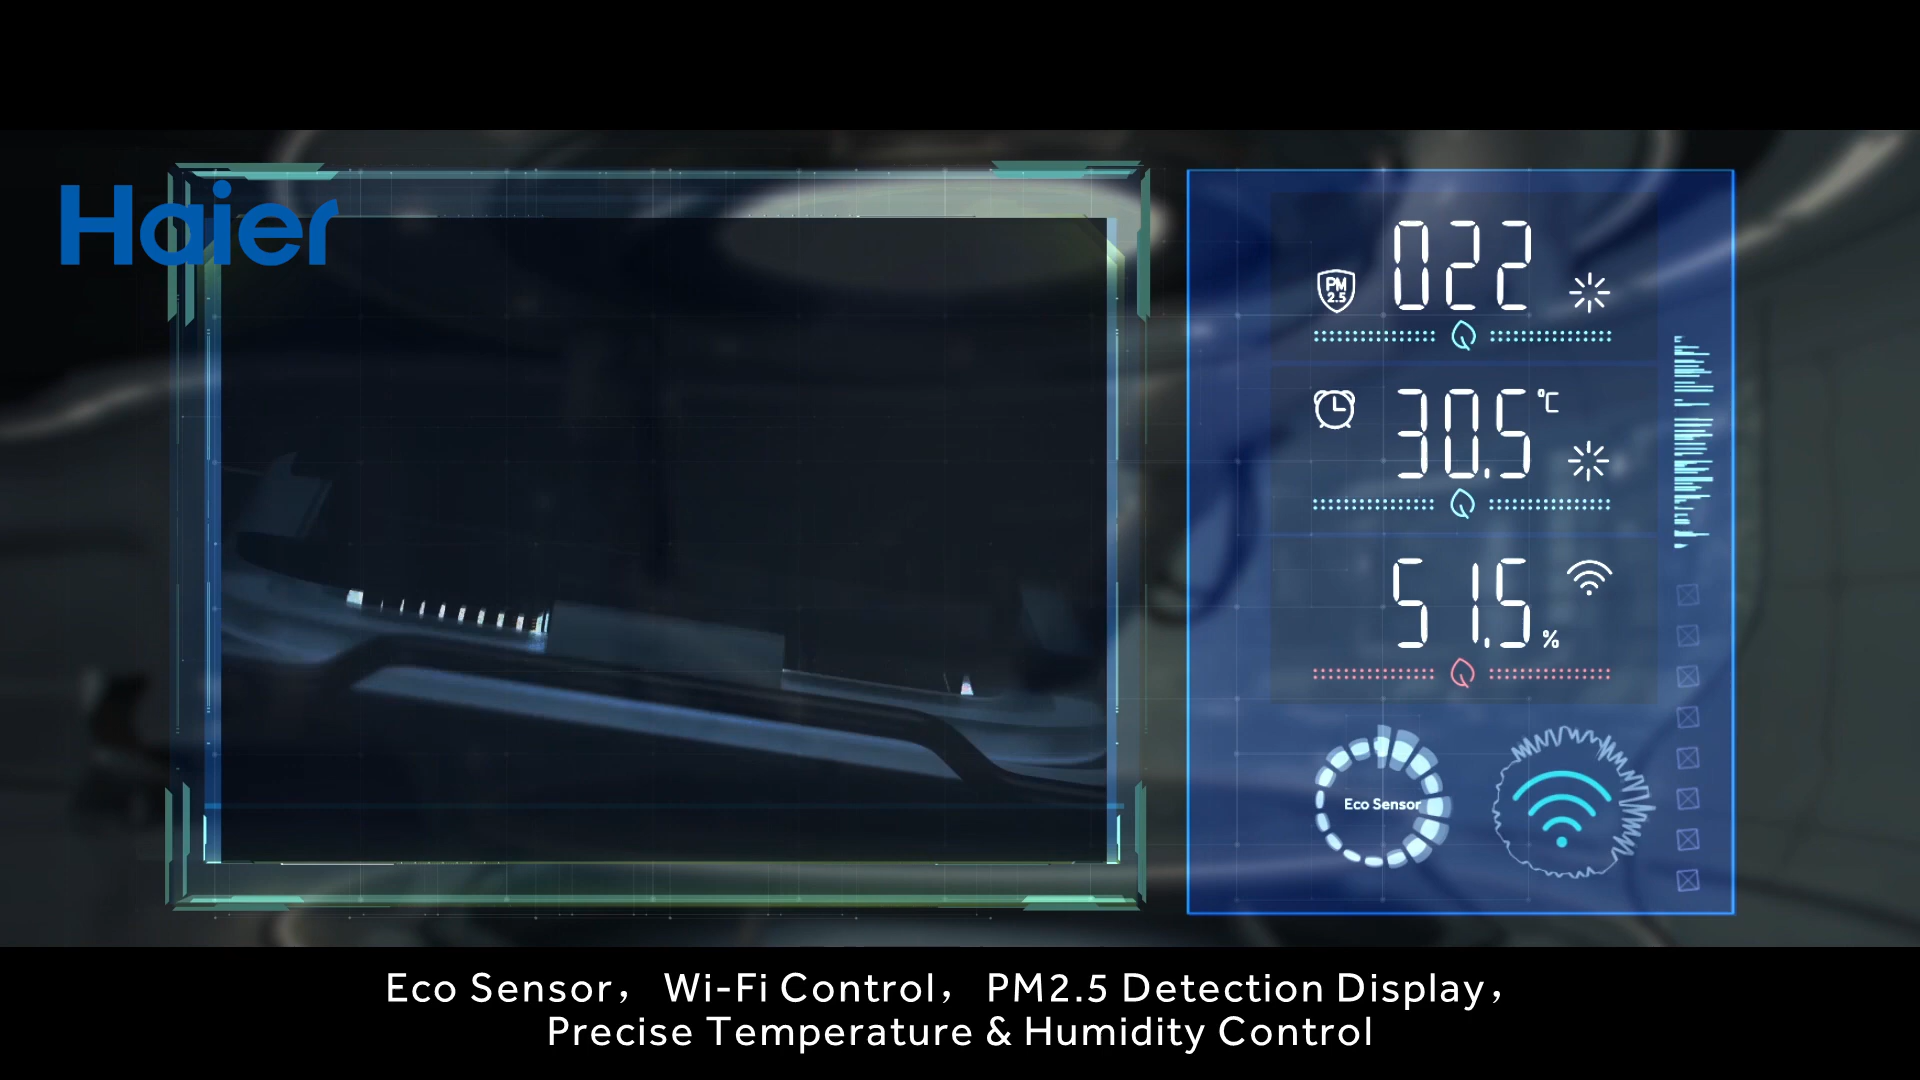 Haier
PM
2.5
022
30.5 °C
51.5 %
Eco Sensor
Eco Sensor， Wi-Fi Control， PM2.5 Detection Display，
Precise Temperature & Humidity Control